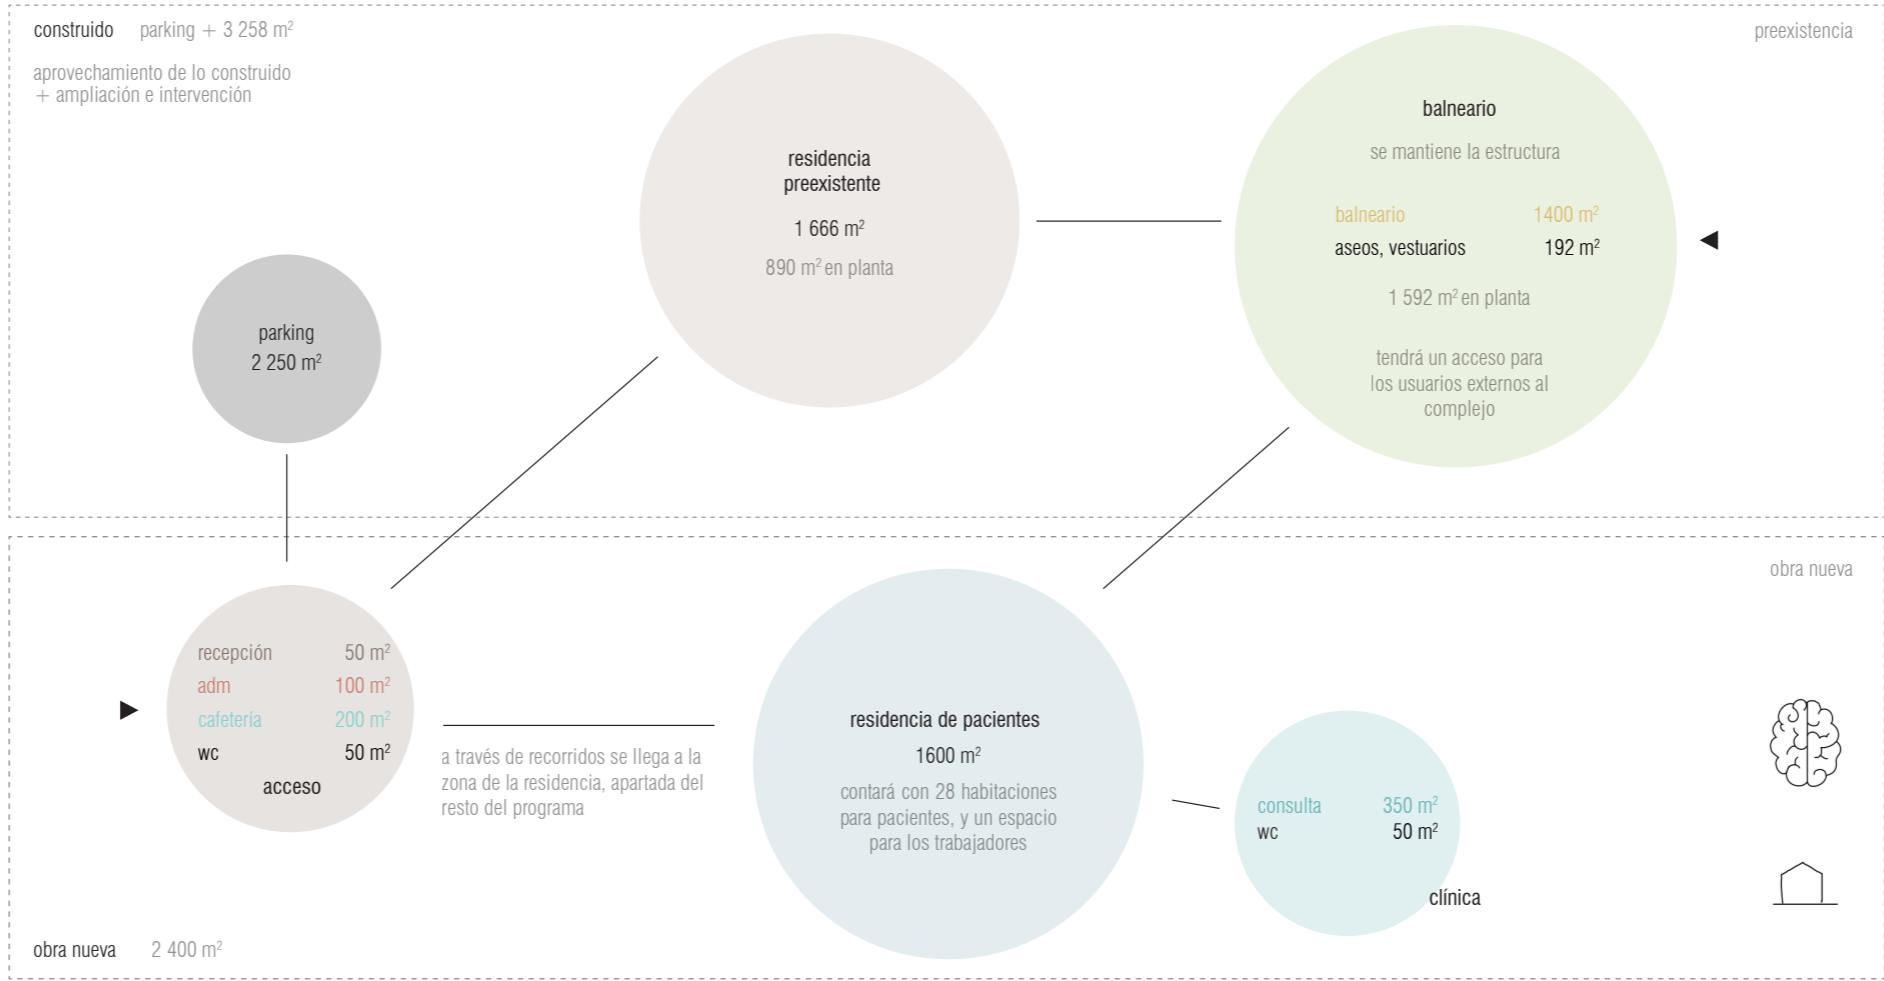 construido parking + 3 258 m²
preexistencia
aprovechamiento de lo construido
+ ampliación e intervención
residencia
preexistente
1 666 m²
890 m² en planta
balneario
se mantiene la estructura
balneario 1400 m²
aseos, vestuarios 192 m²
1 592 m² en planta
tendrá un acceso para
los usuarios externos al
complejo
parking
2 250 m²
obra nueva
recepción 50 m²
adm 100 m²
cafetería 200 m²
wc 50 m²
acceso
a través de recorridos se llega a la
zona de la residencia, apartada del
resto del programa
residencia de pacientes
1600 m²
contará con 28 habitaciones
para pacientes, y un espacio
para los trabajadores
consulta 350 m²
wc 50 m²
clínica
obra nueva 2 400 m²